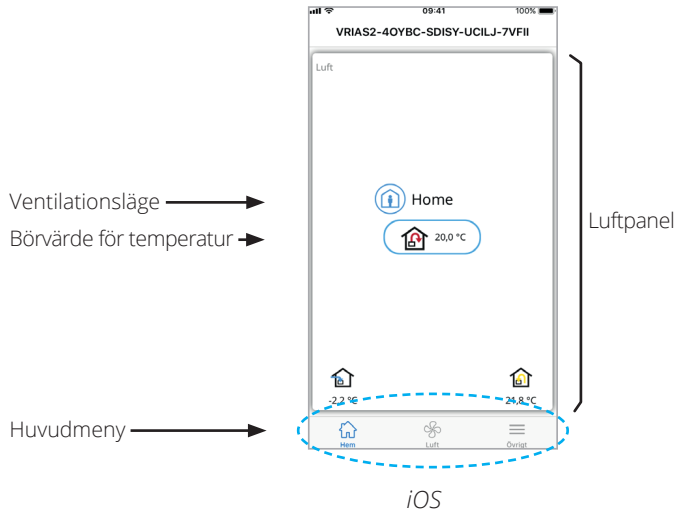 09:41
100%
VRIAS2-4OYBC-SDISY-UCILJ-7VFII
Luft
Ventilationsläge
Home
Börvärde för temperatur
20,0 °C
Luftpanel
-2,2 °C
21,8 °C
Huvudmeny
Hem
Luft
Övrigt
iOS